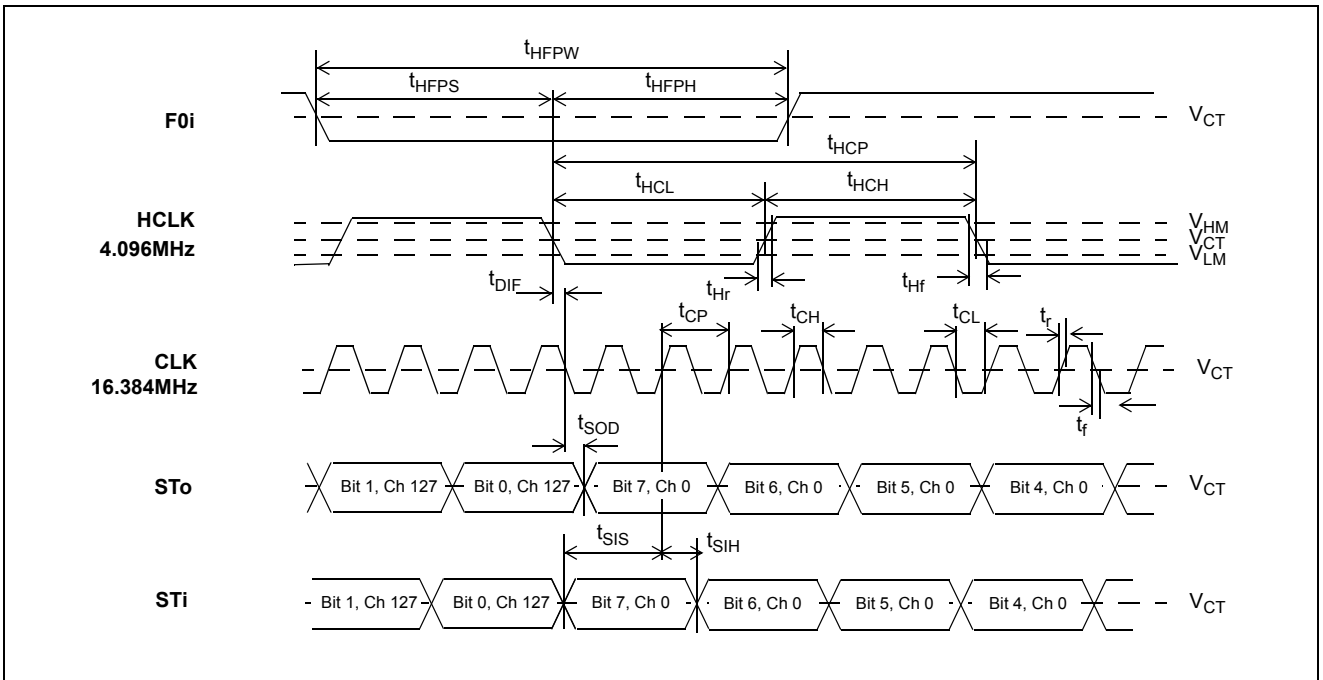 tHFPW
tHFPS
tHFPH
F0i
VCT
tHCP
tHCL
tHCH
HCLK
4.096MHz
VHM
VCT
VLM
tDIF
tHr
tHf
tCP
tCH
tCL
tr
CLK
16.384MHz
VCT
tf
tSOD
STo
Bit 1, Ch 127
Bit 0, Ch 127
Bit 7, Ch 0
Bit 6, Ch 0
Bit 5, Ch 0
Bit 4, Ch 0
VCT
tSIS
tSIH
STi
Bit 1, Ch 127
Bit 0, Ch 127
Bit 7, Ch 0
Bit 6, Ch 0
Bit 5, Ch 0
Bit 4, Ch 0
VCT